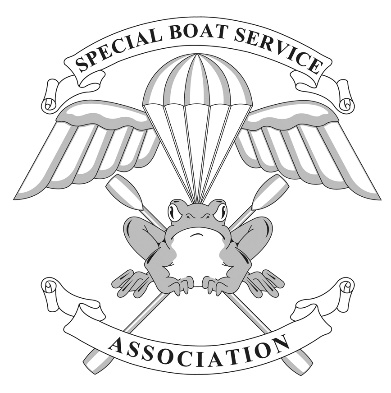 SPECIAL BOAT SERVICE
ASSOCIATION